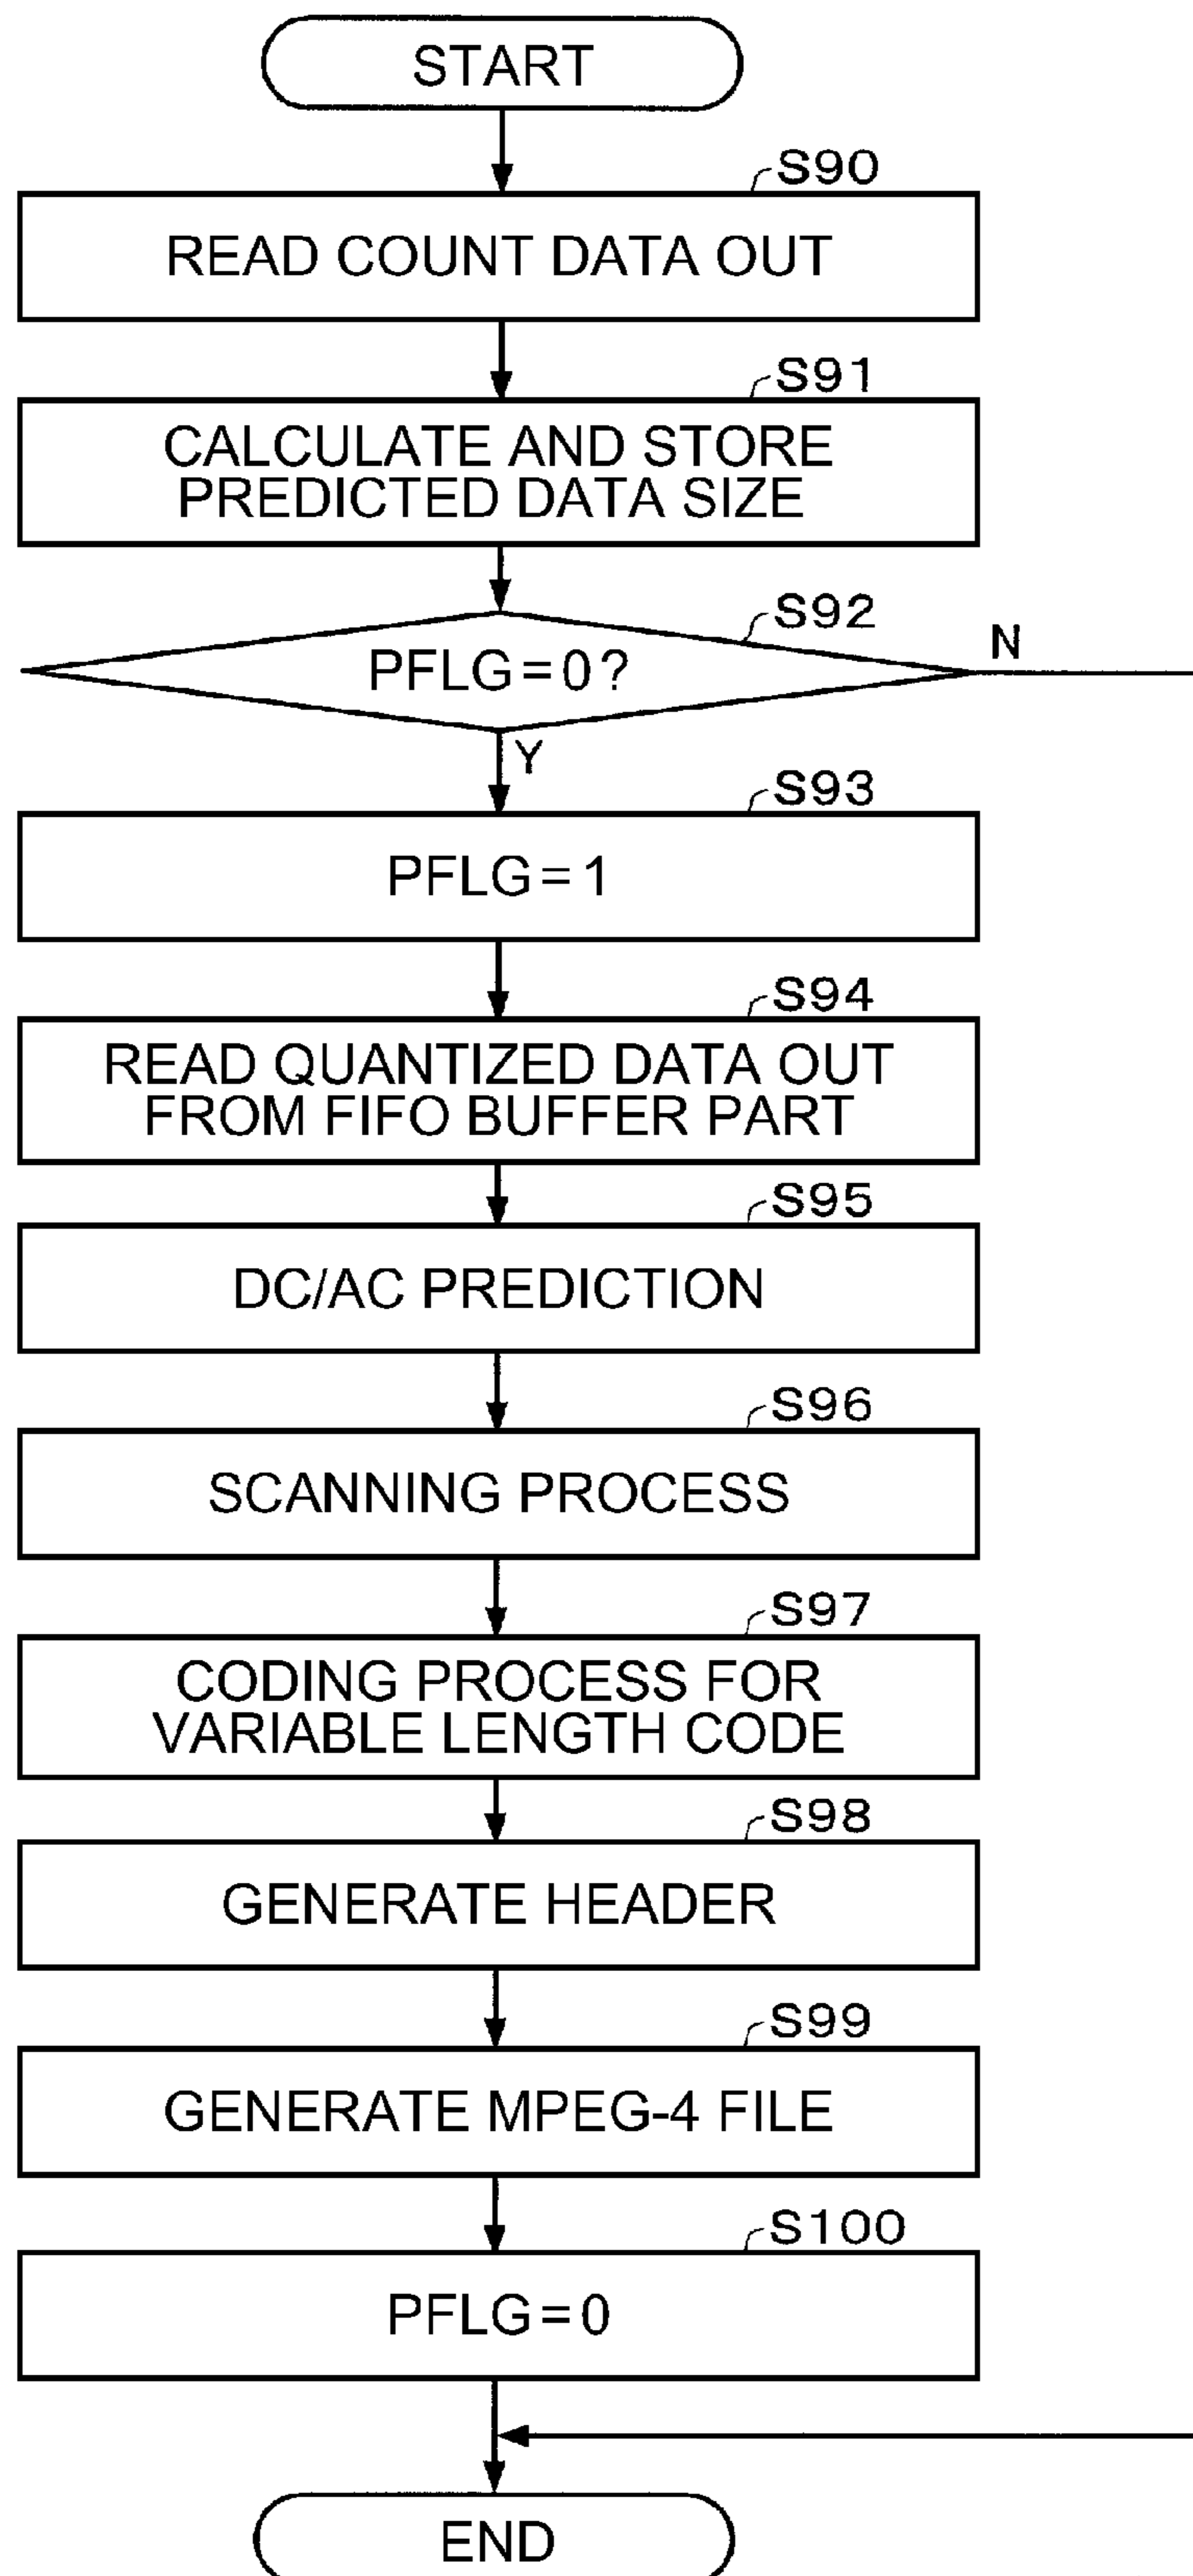 START
S90
READ COUNT DATA OUT
S91
CALCULATE AND STORE
PREDICTED DATA SIZE
S92
PFLG=0?
N
Y
S93
PFLG=1
S94
READ QUANTIZED DATA OUT
FROM FIFO BUFFER PART
S95
DC/AC PREDICTION
S96
SCANNING PROCESS
S97
CODING PROCESS FOR
VARIABLE LENGTH CODE
S98
GENERATE HEADER
S99
GENERATE MPEG-4 FILE
S100
PFLG=0
END